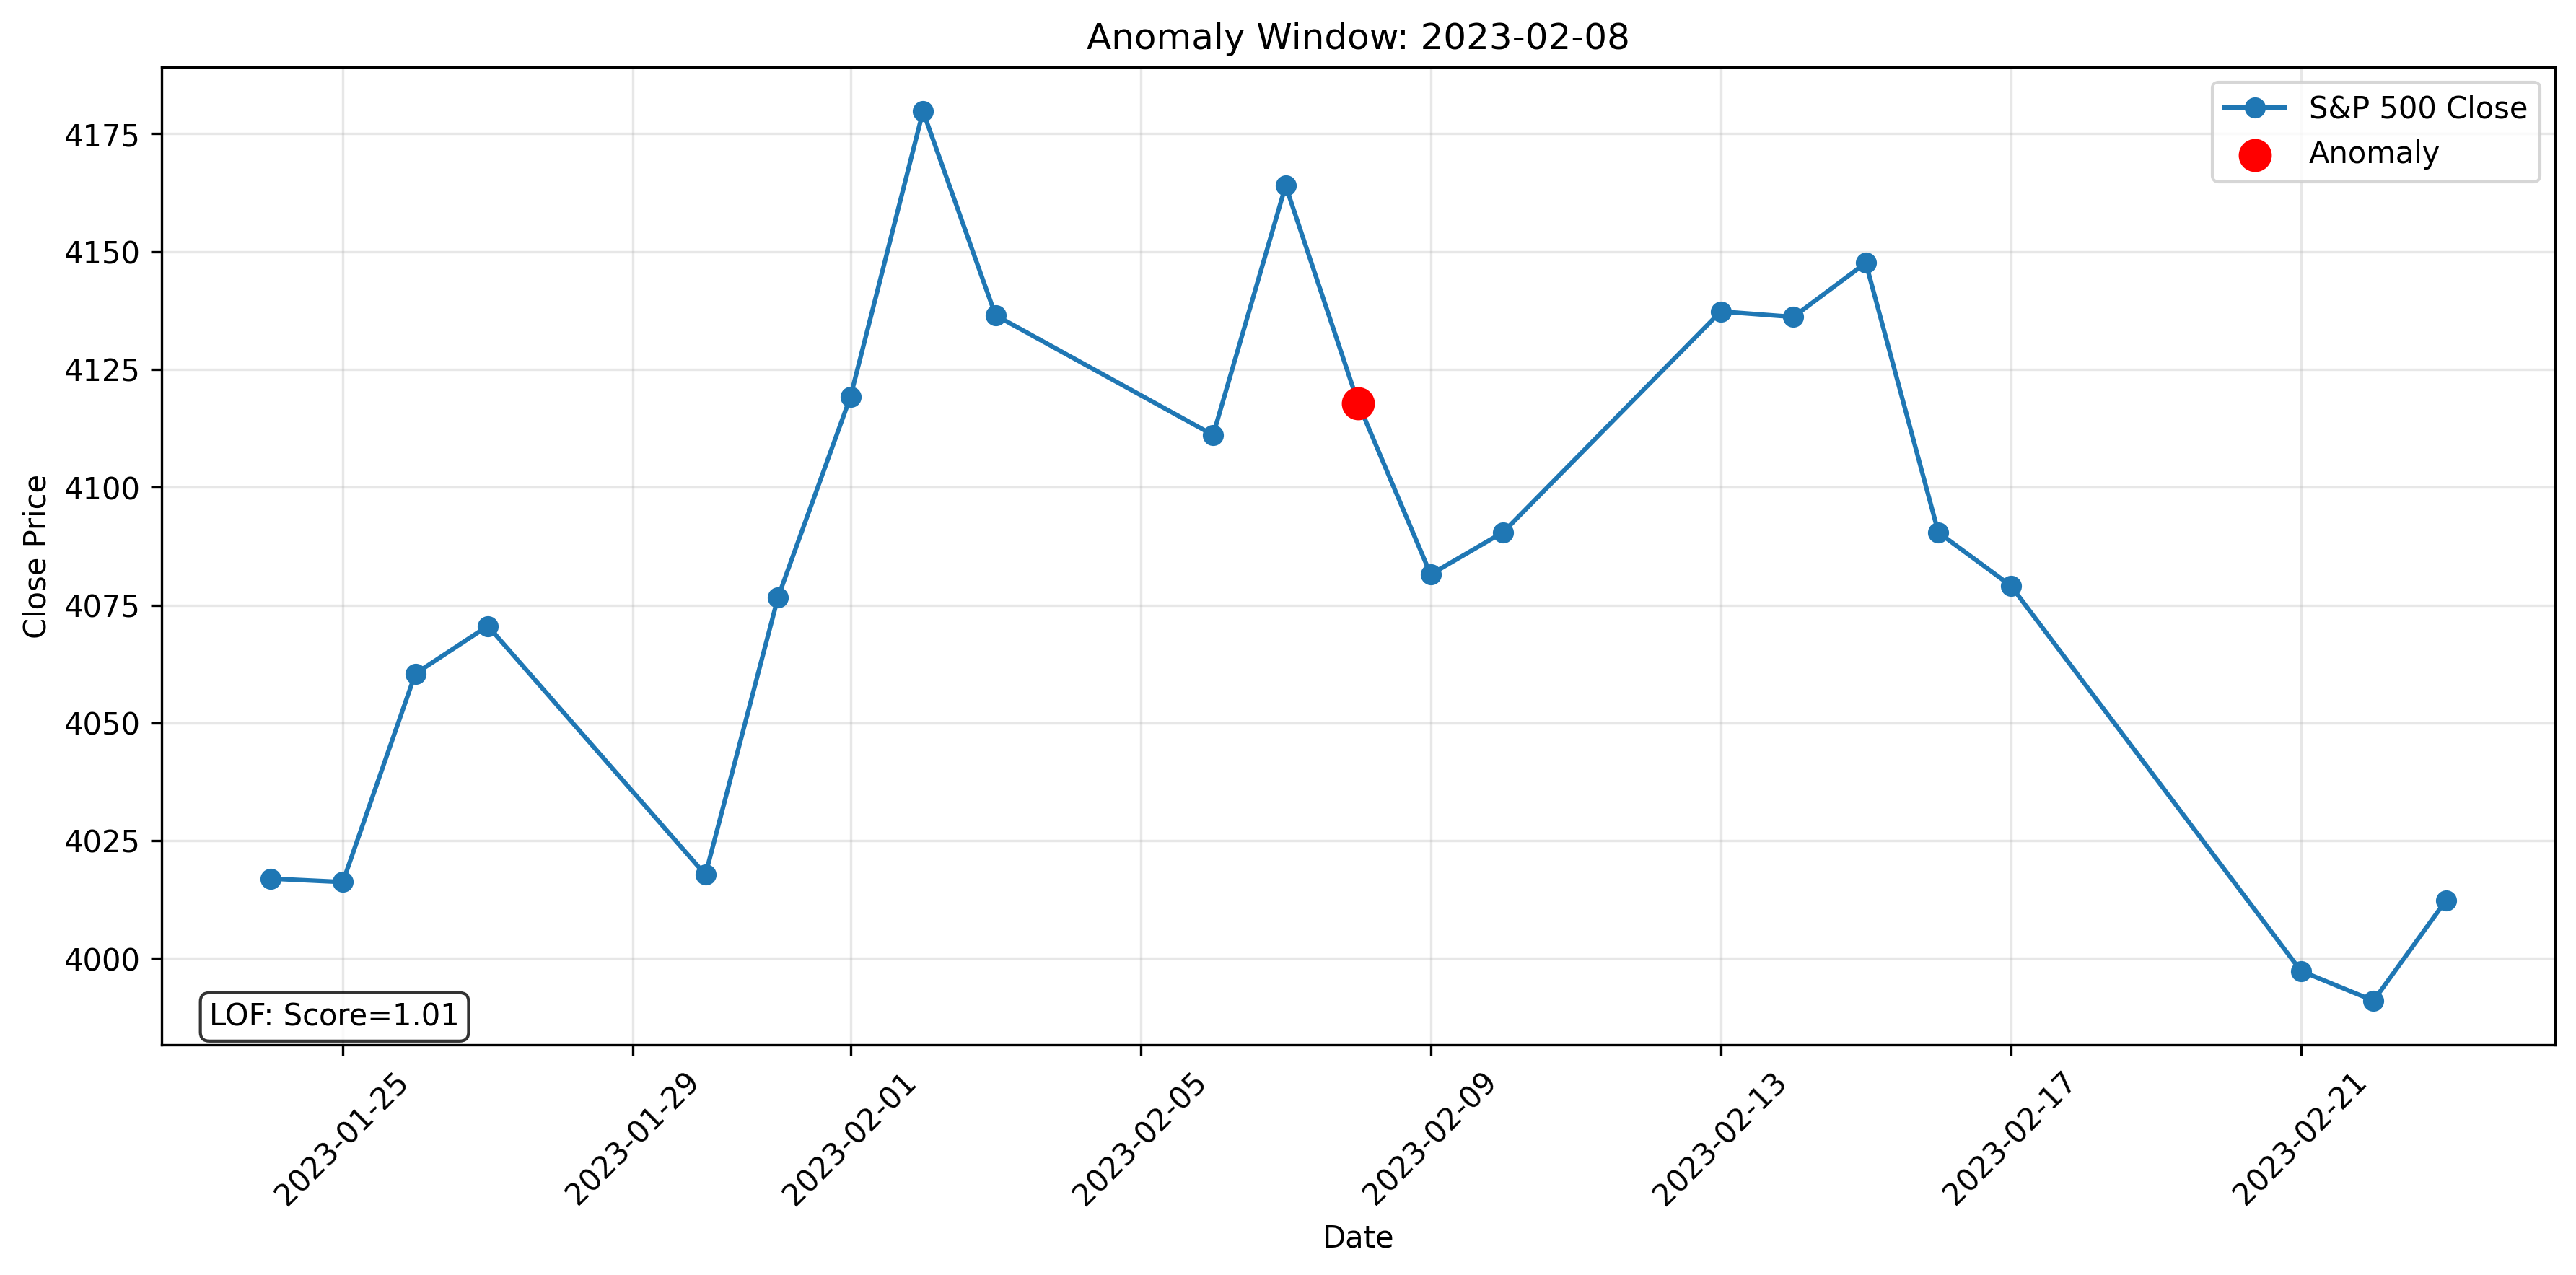 Anomaly Window: 2023-02-08
S&P 500 Close
Anomaly
Close Price
4175
4150
4125
4100
4075
4050
4025
4000
LOF: Score=1.01
2023-01-25
2023-01-29
2023-02-01
2023-02-05
2023-02-09
2023-02-13
2023-02-17
2023-02-21
Date